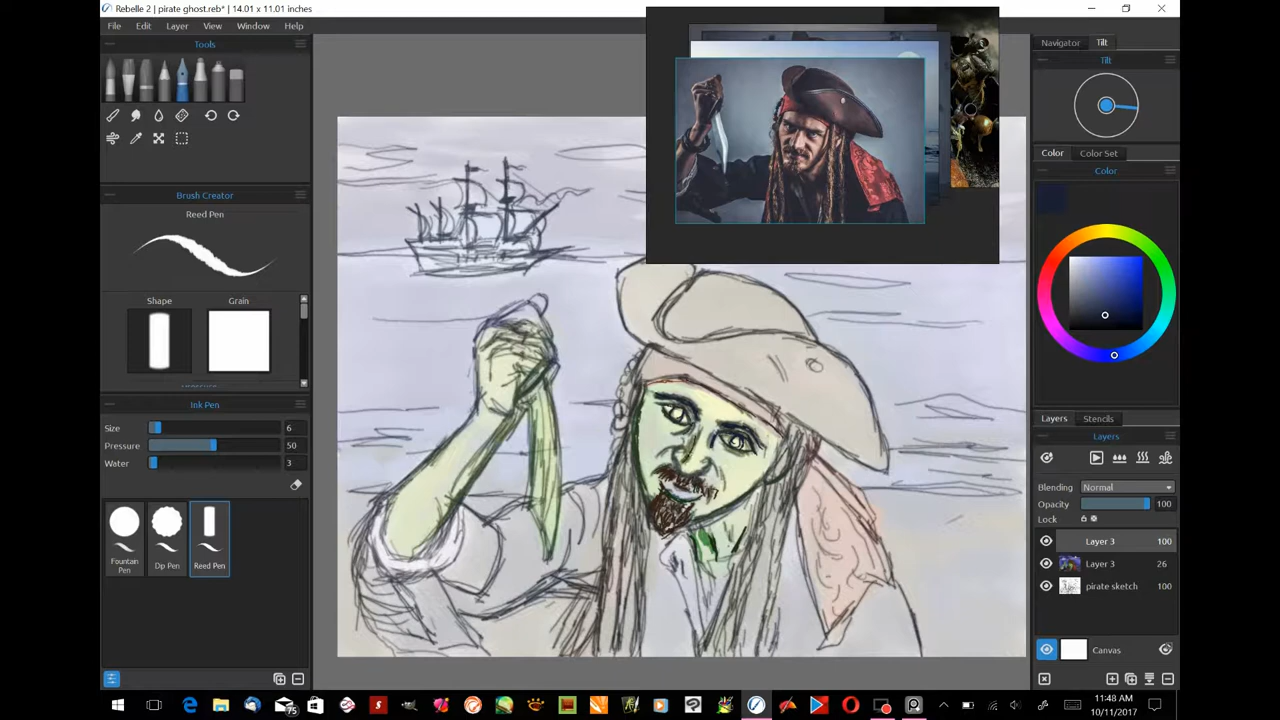 Rebelle 2 | pirate ghost.reb* | 14.01 x 11.01 inches
File Edit Layer View Window Help
Tools
Brush Creator
Reed Pen
Shape Grain
Ink Pen
Size 6
Pressure 50
Water 3
Fountain Pen
Dip Pen
Reed Pen
Navigator Tilt
Tilt
Color Color Set
Color
Layers Stencils
Layers
Blending Normal
Opacity 100
Lock
Layer 3 100
Layer 3 26
pirate sketch 100
Canvas
75
11:48 AM
10/11/2017